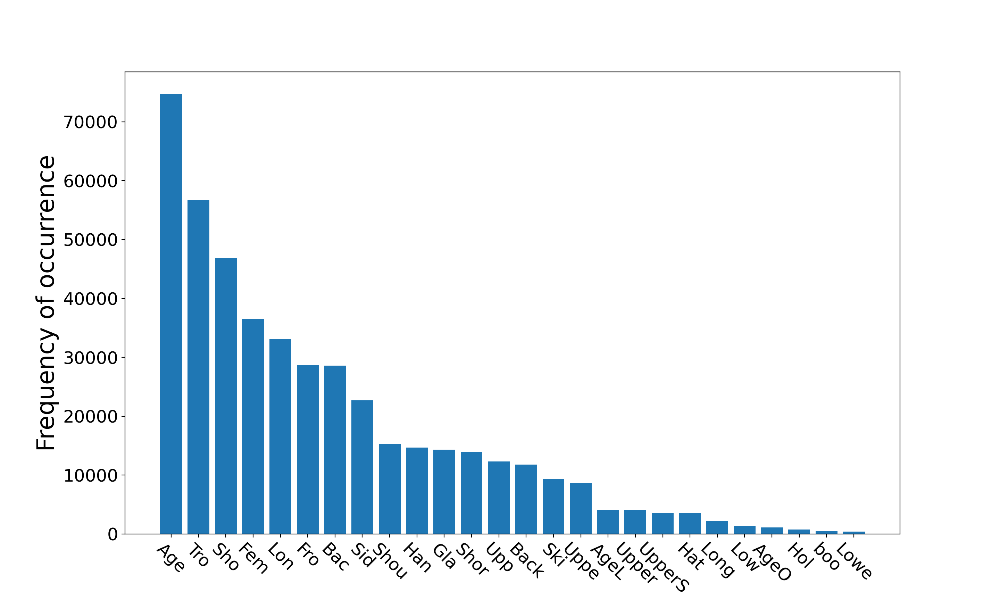 Frequency of occurrence
70000
60000
50000
40000
30000
20000
10000
0
Age
Tro
Sho
Fem
Lon
Fro
Bac
Sid
Shou
Han
Gla
Shor
Upp
Back
Ski
Uppe
AgeL
Upper
UpperS
Hat
Long
Low
AgeO
Hol
boo
Lowe